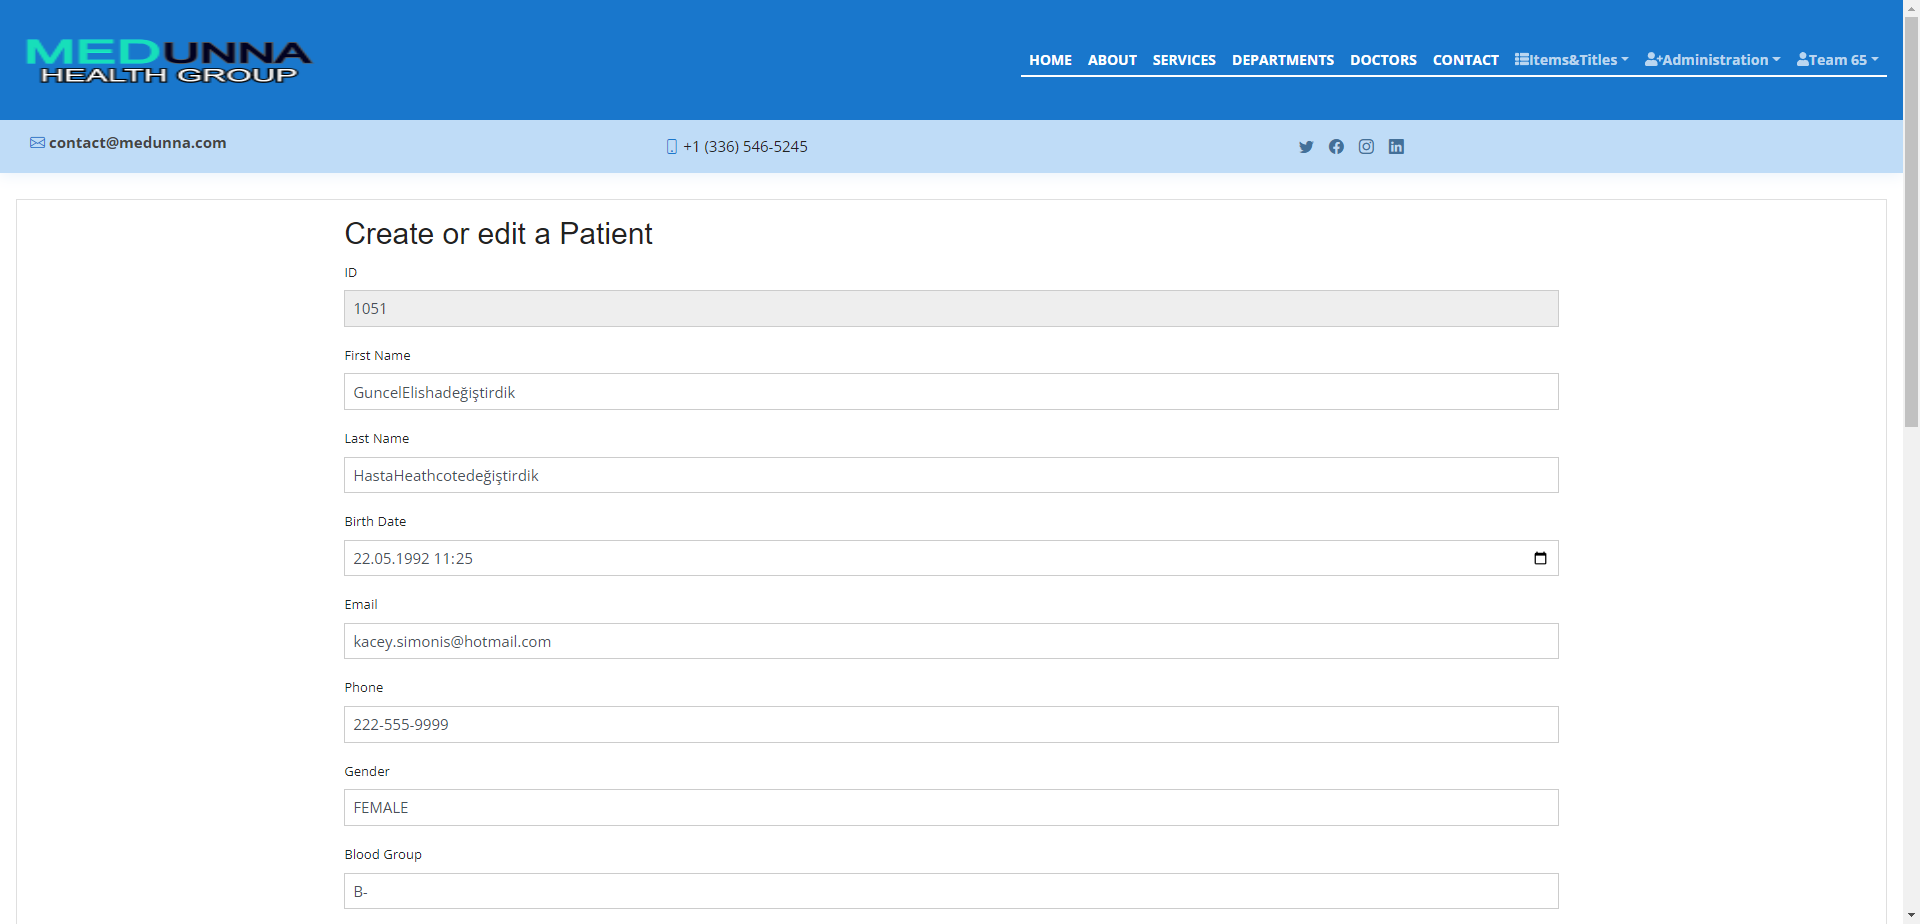 MEDUNNA
HEALTH GROUP
HOME ABOUT SERVICES DEPARTMENTS DOCTORS CONTACT Items&Titles Administration Team 65
contact@medunna.com
+1 (336) 546-5245
Create or edit a Patient
ID
1051
First Name
GuncelElishadeğiştirdik
Last Name
HastaHeathcotedeğiştirdik
Birth Date
22.05.1992 11:25
Email
kacey.simonis@hotmail.com
Phone
222-555-9999
Gender
FEMALE
Blood Group
B-